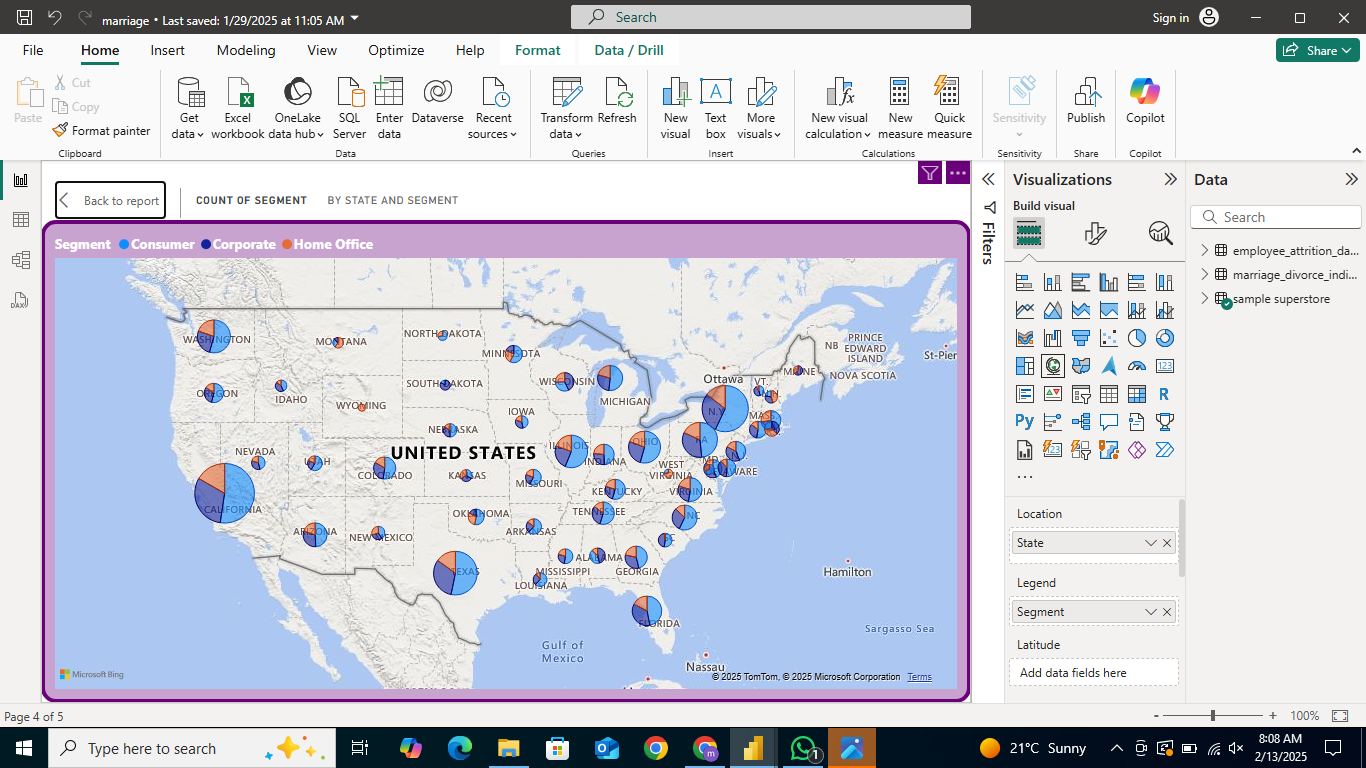 marriage • Last saved: 1/29/2025 at 11:05 AM
Search
Sign in
File Home Insert Modeling View Optimize Help Format Data / Drill
Share
Paste
Cut
Copy
Format painter
Clipboard
Get data
Excel workbook
OneLake data hub
SQL Server
Enter data
Dataverse
Recent sources
Data
Transform data
Refresh
Queries
New visual
Text box
More visuals
Insert
New visual calculation
New measure
Quick measure
Calculations
Sensitivity
Sensitivity
Publish
Share
Copilot
Copilot
Back to report
COUNT OF SEGMENT
BY STATE AND SEGMENT
Segment Consumer Corporate Home Office
WASHINGTON
MONTANA
NORTH DAKOTA
MINNESOTA
NB
PRINCE EDWARD ISLAND
St-Pier
NOVA SCOTIA
MAINE
Ottawa
VT.
N.H.
OREGON
IDAHO
SOUTH DAKOTA
WISCONSIN
MICHIGAN
WYOMING
IOWA
N.Y.
MASS.
NEBRASKA
NEVADA
UTAH
UNITED STATES
ILLINOIS
INDIANA
OHIO
PA
COLORADO
KANSAS
MISSOURI
WEST VIRGINIA
MD
DELAWARE
KENTUCKY
VIRGINIA
CALIFORNIA
OKLAHOMA
TENNESSEE
NC
ARIZONA
NEW MEXICO
ARKANSAS
SC
MISSISSIPPI
ALABAMA
GEORGIA
TEXAS
LOUISIANA
Hamilton
FLORIDA
Sargasso Sea
Gulf of Mexico
Nassau
Microsoft Bing
© 2025 TomTom, © 2025 Microsoft Corporation Terms
Filters
Visualizations
Build visual
123
R
Py
...
Location
State
Legend
Segment
Latitude
Add data fields here
Data
Search
employee_attrition_da...
marriage_divorce_indi...
sample superstore
Page 4 of 5
- + 100%
Type here to search
1
21°C Sunny
8:08 AM
2/13/2025